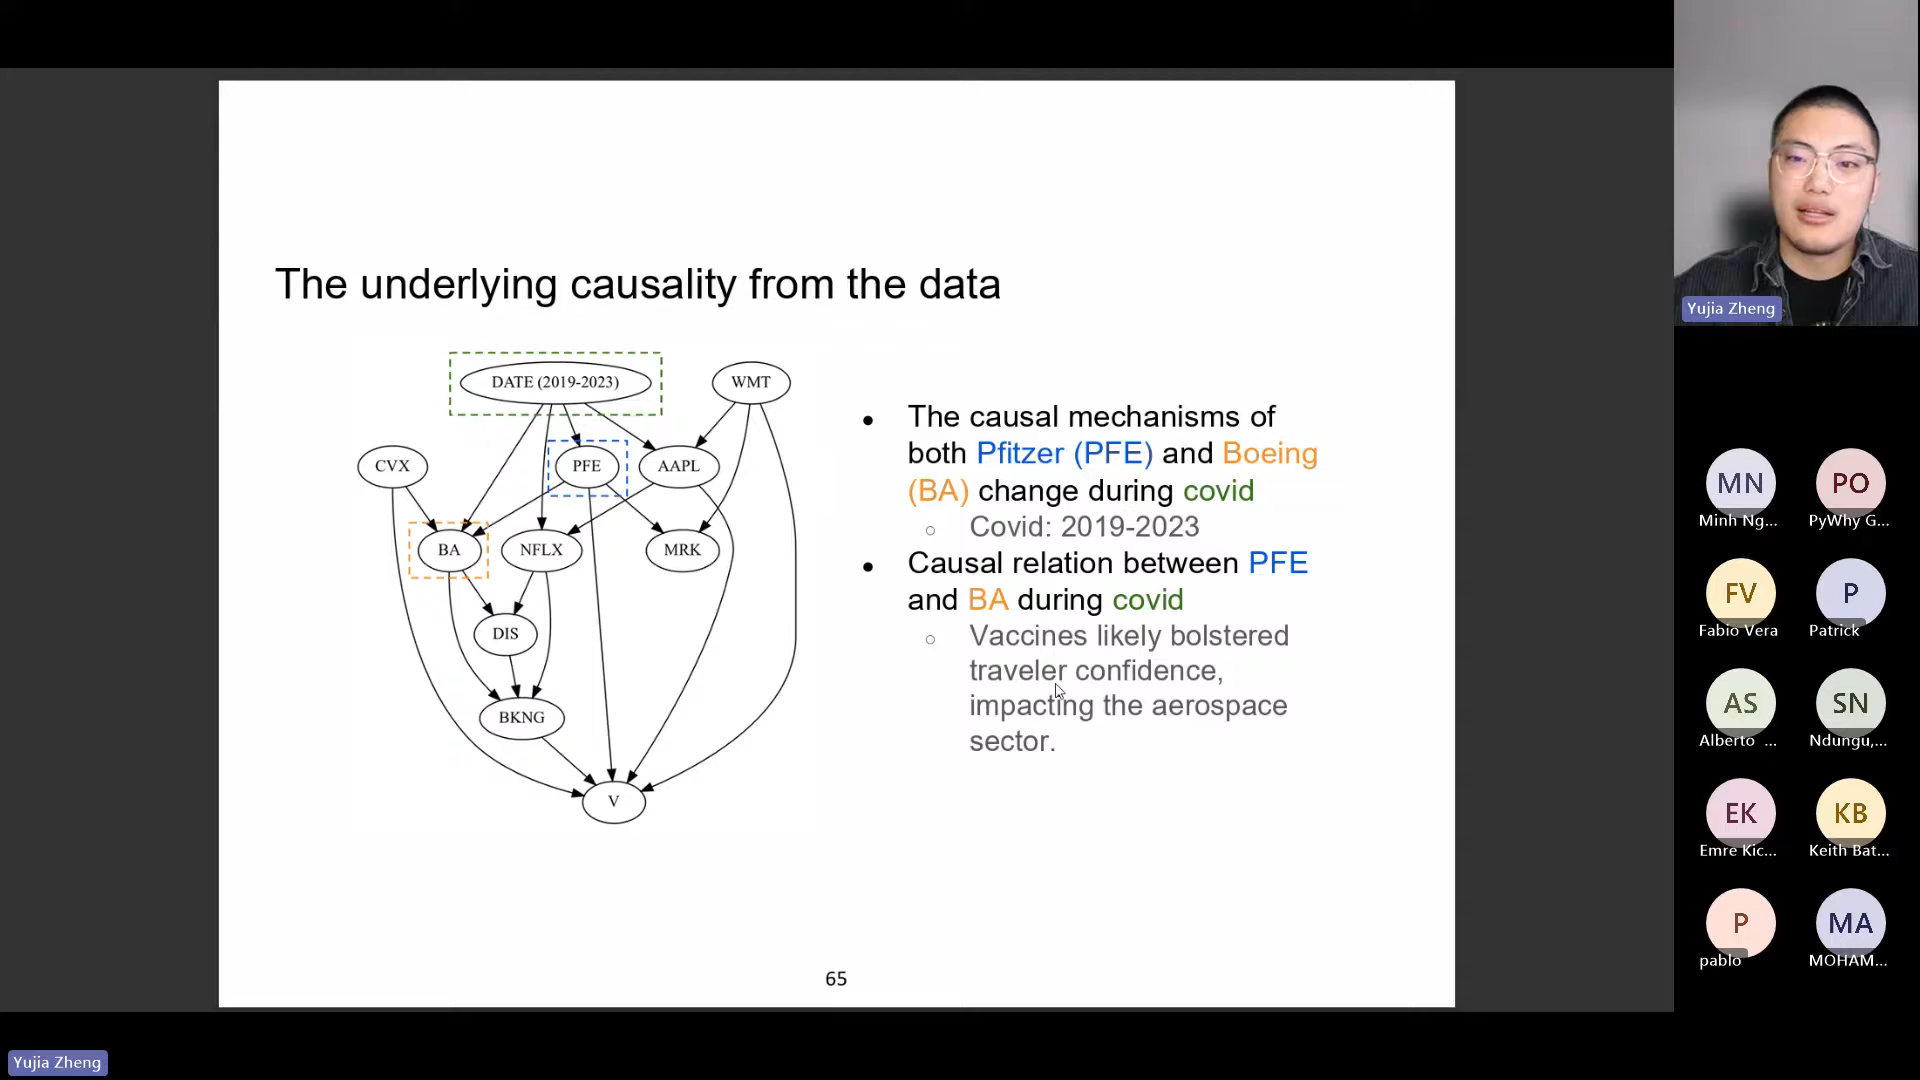 The underlying causality from the data
DATE (2019-2023)
WMT
CVX
PFE
AAPL
BA
NFLX
MRK
DIS
BKNG
V
● The causal mechanisms of
both Pfitzer (PFE) and Boeing
(BA) change during covid
○ Covid: 2019-2023
● Causal relation between PFE
and BA during covid
○ Vaccines likely bolstered
traveler confidence,
impacting the aerospace
sector.
65
Yujia Zheng
MN
PO
Minh Ng...
PyWhy G...
FV
P
Fabio Vera
Patrick
AS
SN
Alberto ...
Ndungu,...
EK
KB
Emre Kic...
Keith Bat...
P
MA
pablo
MOHAM...
Yujia Zheng